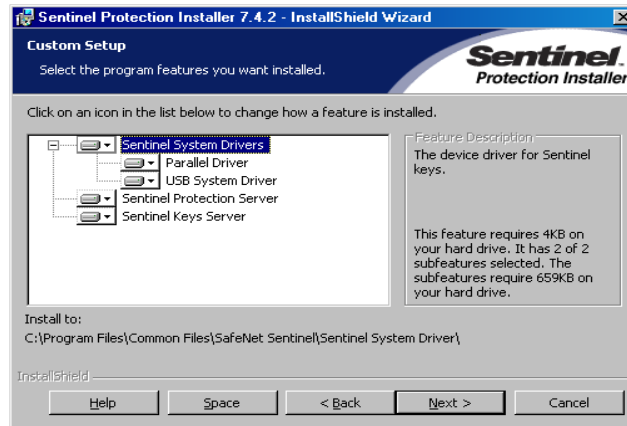 Sentinel Protection Installer 7.4.2 - InstallShield Wizard
Custom Setup
Select the program features you want installed.
Sentinel.
Protection Installer
Click on an icon in the list below to change how a feature is installed.
Sentinel System Drivers
Parallel Driver
USB System Driver
Sentinel Protection Server
Sentinel Keys Server
Feature Description
The device driver for Sentinel
keys.
This feature requires 4KB on
your hard drive. It has 2 of 2
subfeatures selected. The
subfeatures require 659KB on
your hard drive.
Install to:
C:\Program Files\Common Files\SafeNet Sentinel\Sentinel System Driver\
InstallShield
Help Space < Back Next > Cancel